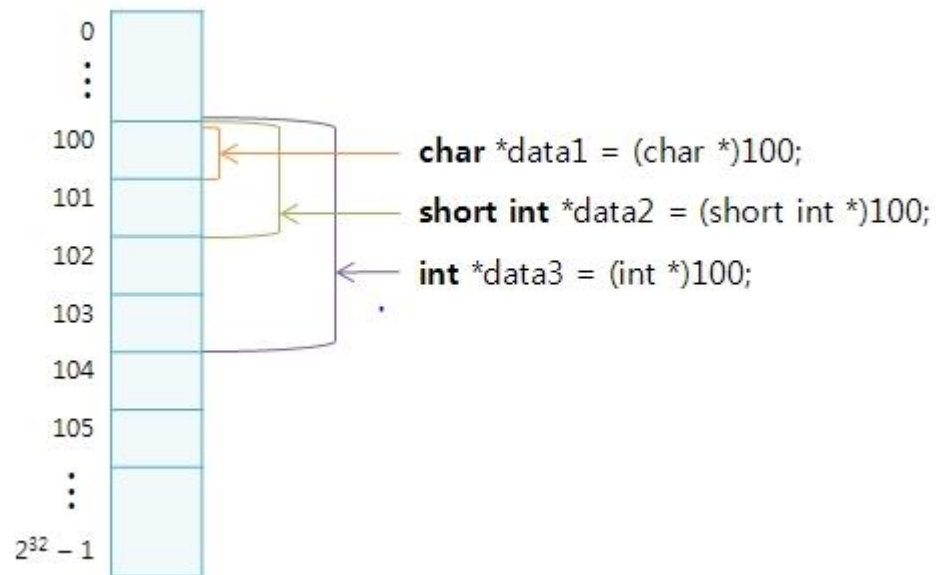 0
⋮
100
101
102
103
104
105
⋮
2³² – 1
char *data1 = (char *)100;
short int *data2 = (short int *)100;
int *data3 = (int *)100;